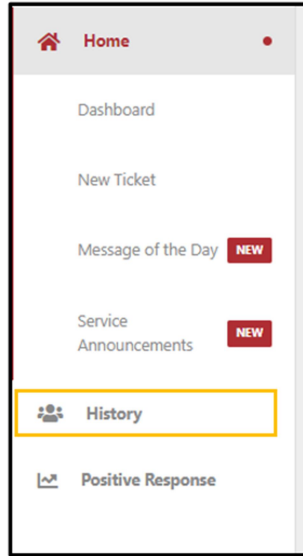 Home
Dashboard
New Ticket
Message of the Day NEW
Service
Announcements NEW
History
Positive Response